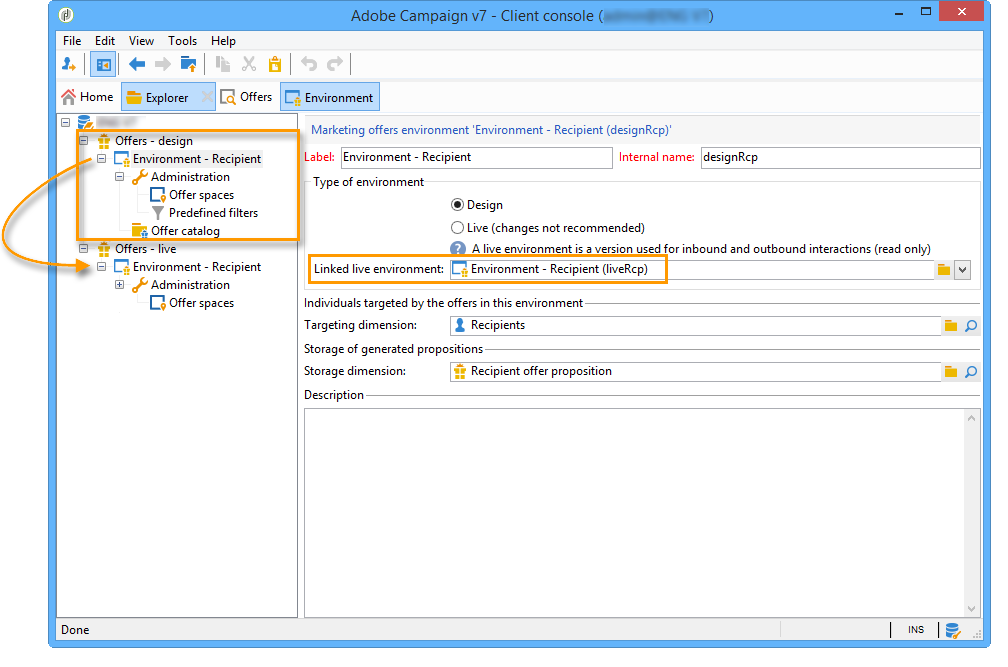 Adobe Campaign v7 - Client console (
)
File Edit View Tools Help
Home Explorer Offers Environment
Offers - design
Environment - Recipient
Administration
Offer spaces
Predefined filters
Offer catalog
Offers - live
Environment - Recipient
Administration
Offer spaces
Marketing offers environment 'Environment - Recipient (designRcp)'
Label: Environment - Recipient Internal name: designRcp
Type of environment
Design
Live (changes not recommended)
A live environment is a version used for inbound and outbound interactions (read only)
Linked live environment: Environment - Recipient (liveRcp)
Individuals targeted by the offers in this environment
Targeting dimension: Recipients
Storage of generated propositions
Storage dimension: Recipient offer proposition
Description
Done INS